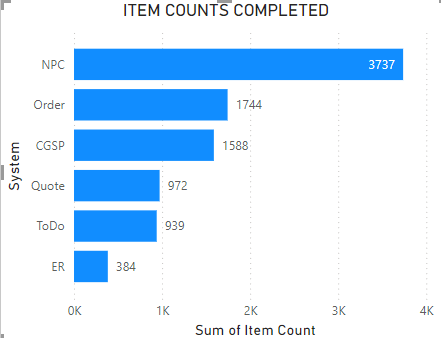 ITEM COUNTS COMPLETED
System
NPC 3737
Order 1744
CGSP 1588
Quote 972
ToDo 939
ER 384
0K 1K 2K 3K 4K
Sum of Item Count